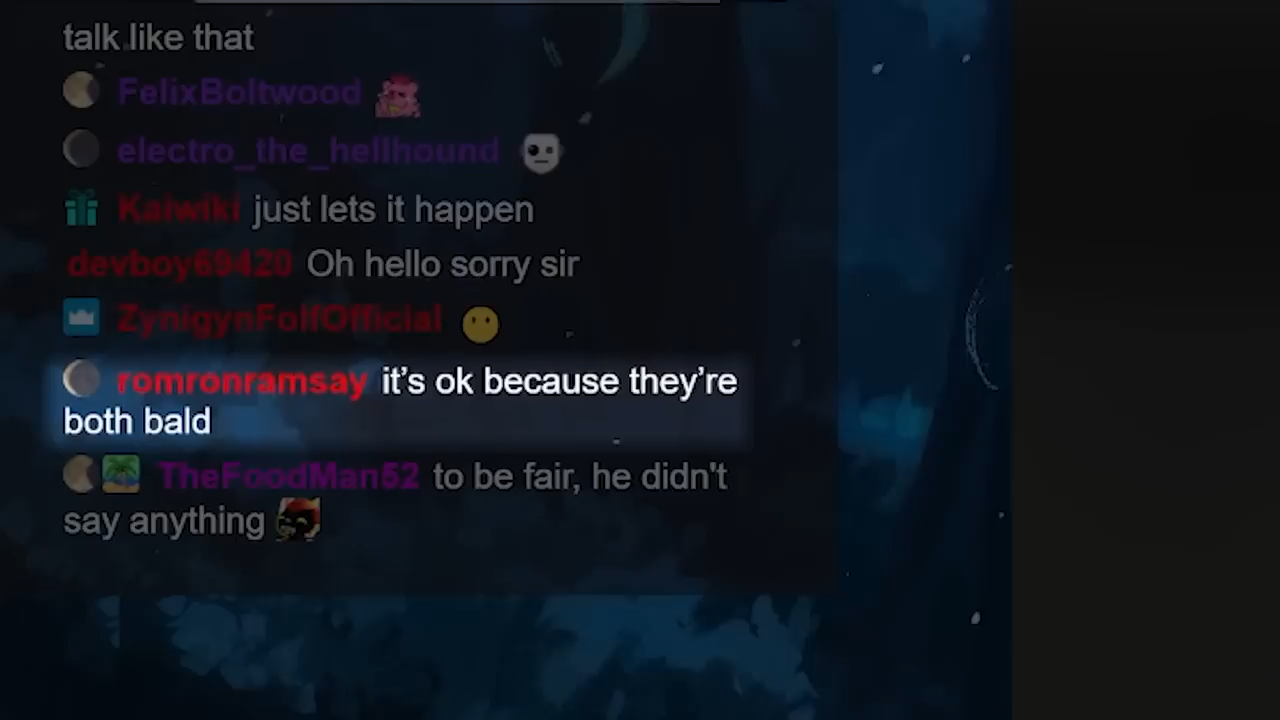 talk like that
FelixBoltwood
electro_the_hellhound
Kaiwiki just lets it happen
devboy69420 Oh hello sorry sir
ZynigynFolfOfficial
romronramsay it’s ok because they’re
both bald
TheFoodMan52 to be fair, he didn't
say anything